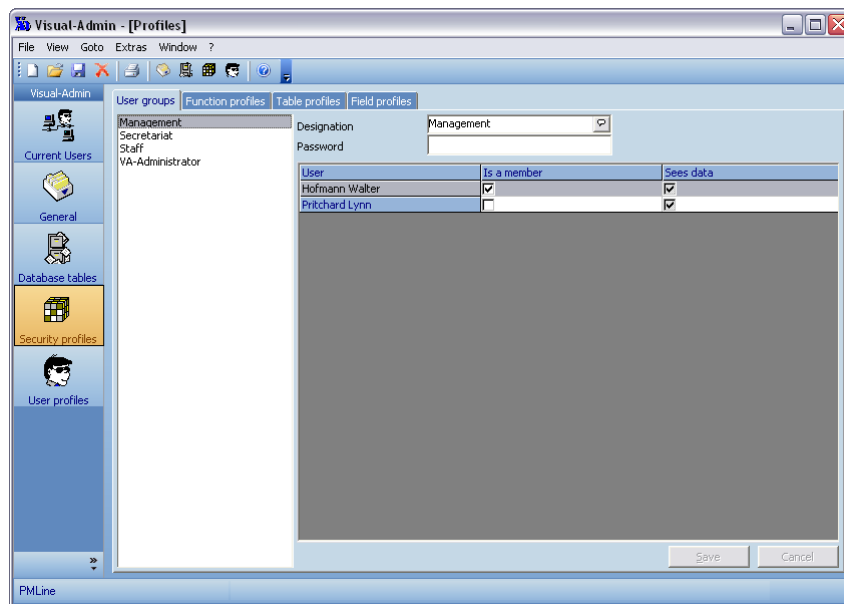 Visual-Admin - [Profiles]
File View Goto Extras Window ?
Visual-Admin
Current Users
General
Database tables
Security profiles
User profiles
User groups Function profiles Table profiles Field profiles
Management
Secretariat
Staff
VA-Administrator
Designation Management
Password
User Is a member Sees data
Hofmann Walter
Pritchard Lynn
Save Cancel
PMLine